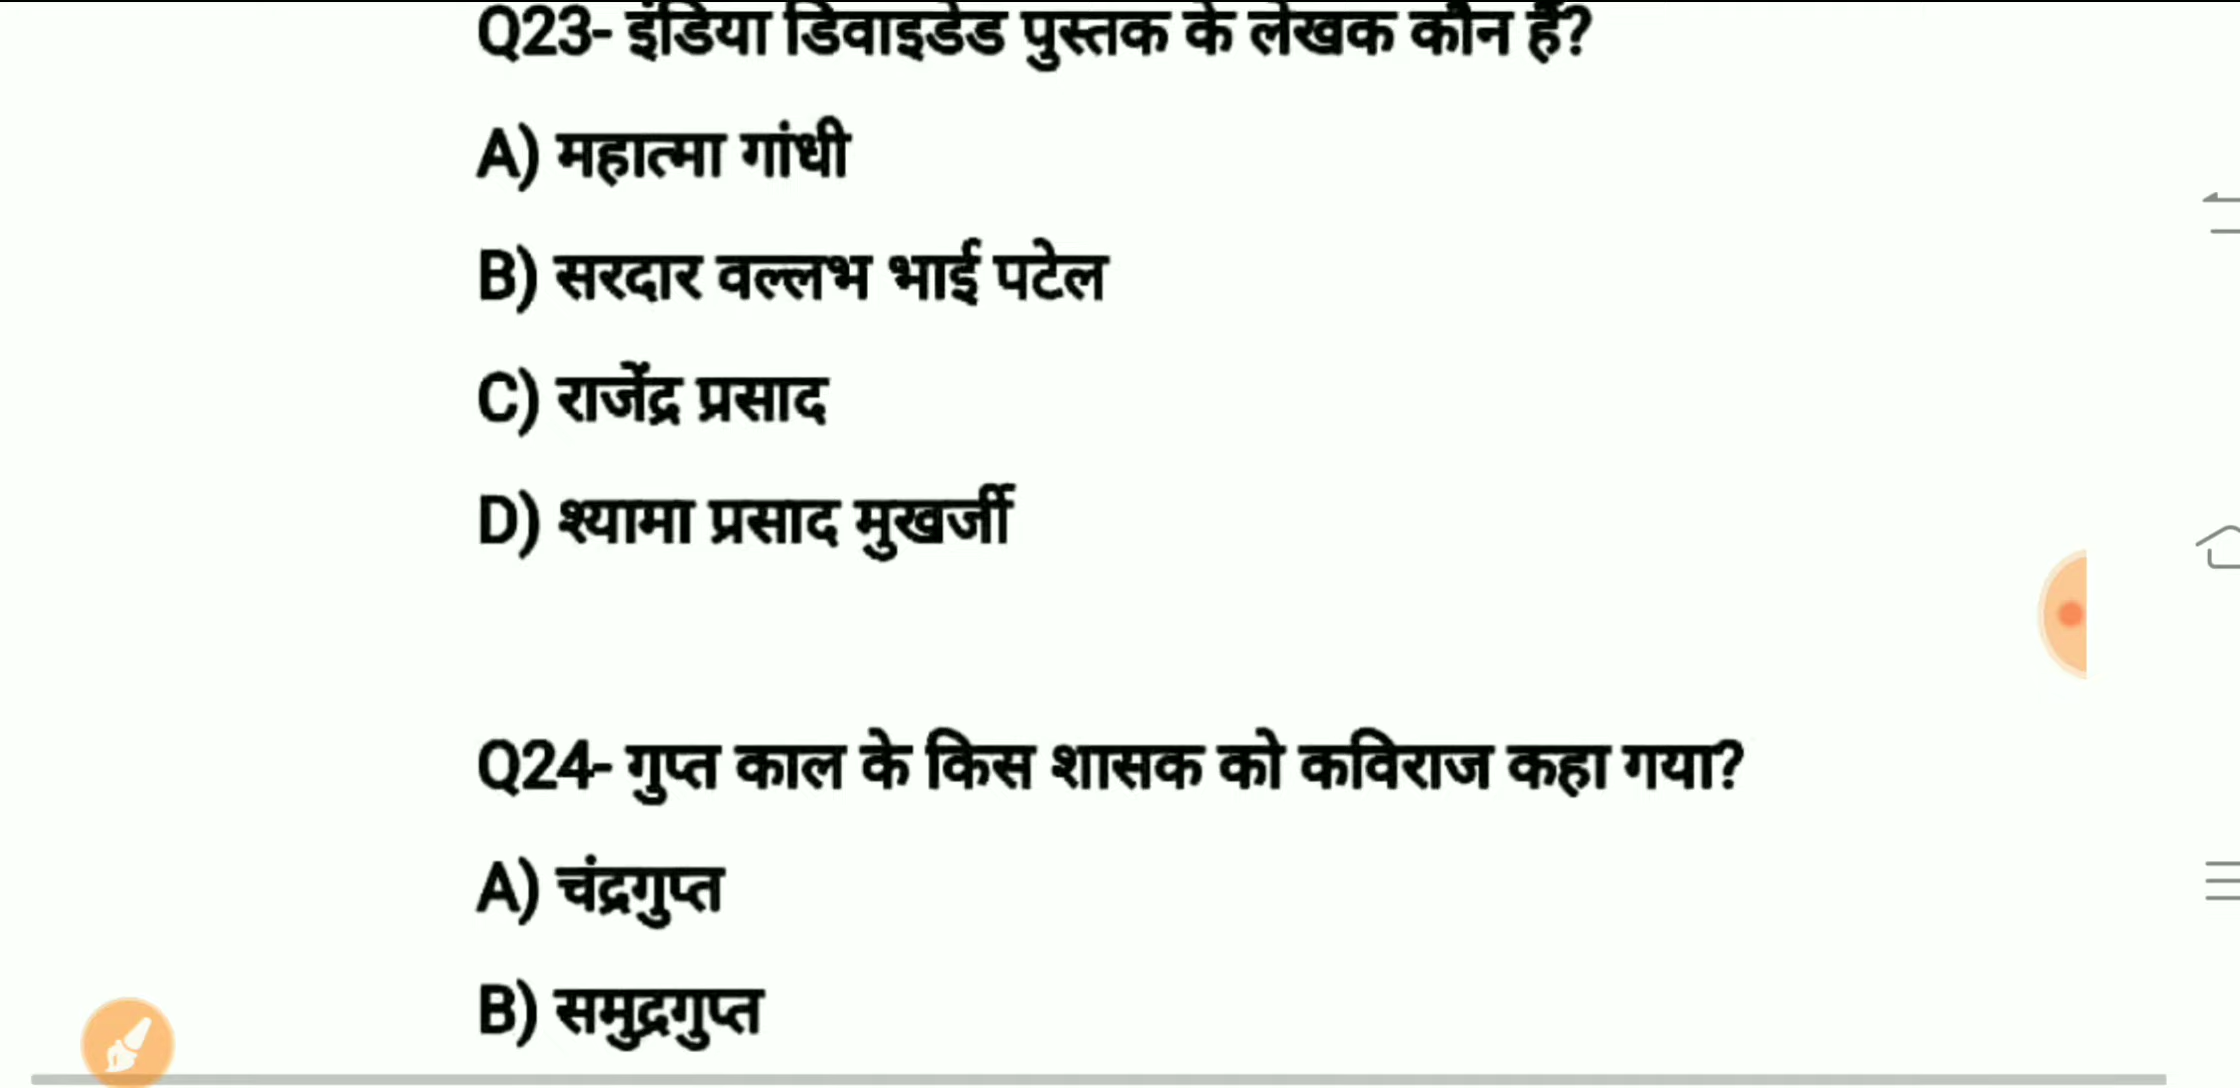 Q23- इंडिया डिवाइडेड पुस्तक के लेखक कौन हैं?
A) महात्मा गांधी
B) सरदार वल्लभ भाई पटेल
C) राजेंद्र प्रसाद
D) श्यामा प्रसाद मुखर्जी
Q24- गुप्त काल के किस शासक को कविराज कहा गया?
A) चंद्रगुप्त
B) समुद्रगुप्त